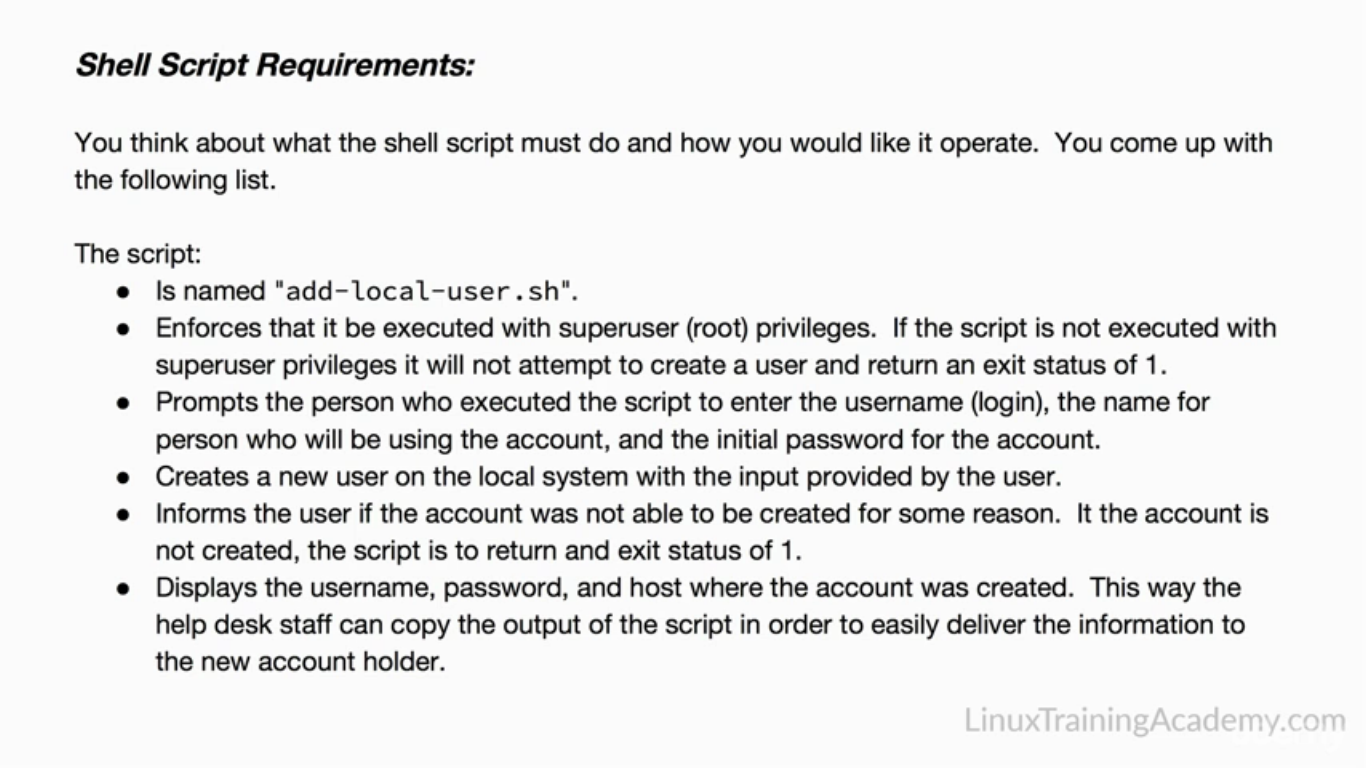 Shell Script Requirements:
You think about what the shell script must do and how you would like it operate.  You come up with
the following list.
The script:
● Is named "add-local-user.sh".
● Enforces that it be executed with superuser (root) privileges.  If the script is not executed with
superuser privileges it will not attempt to create a user and return an exit status of 1.
● Prompts the person who executed the script to enter the username (login), the name for
person who will be using the account, and the initial password for the account.
● Creates a new user on the local system with the input provided by the user.
● Informs the user if the account was not able to be created for some reason.  It the account is
not created, the script is to return and exit status of 1.
● Displays the username, password, and host where the account was created.  This way the
help desk staff can copy the output of the script in order to easily deliver the information to
the new account holder.
LinuxTrainingAcademy.com